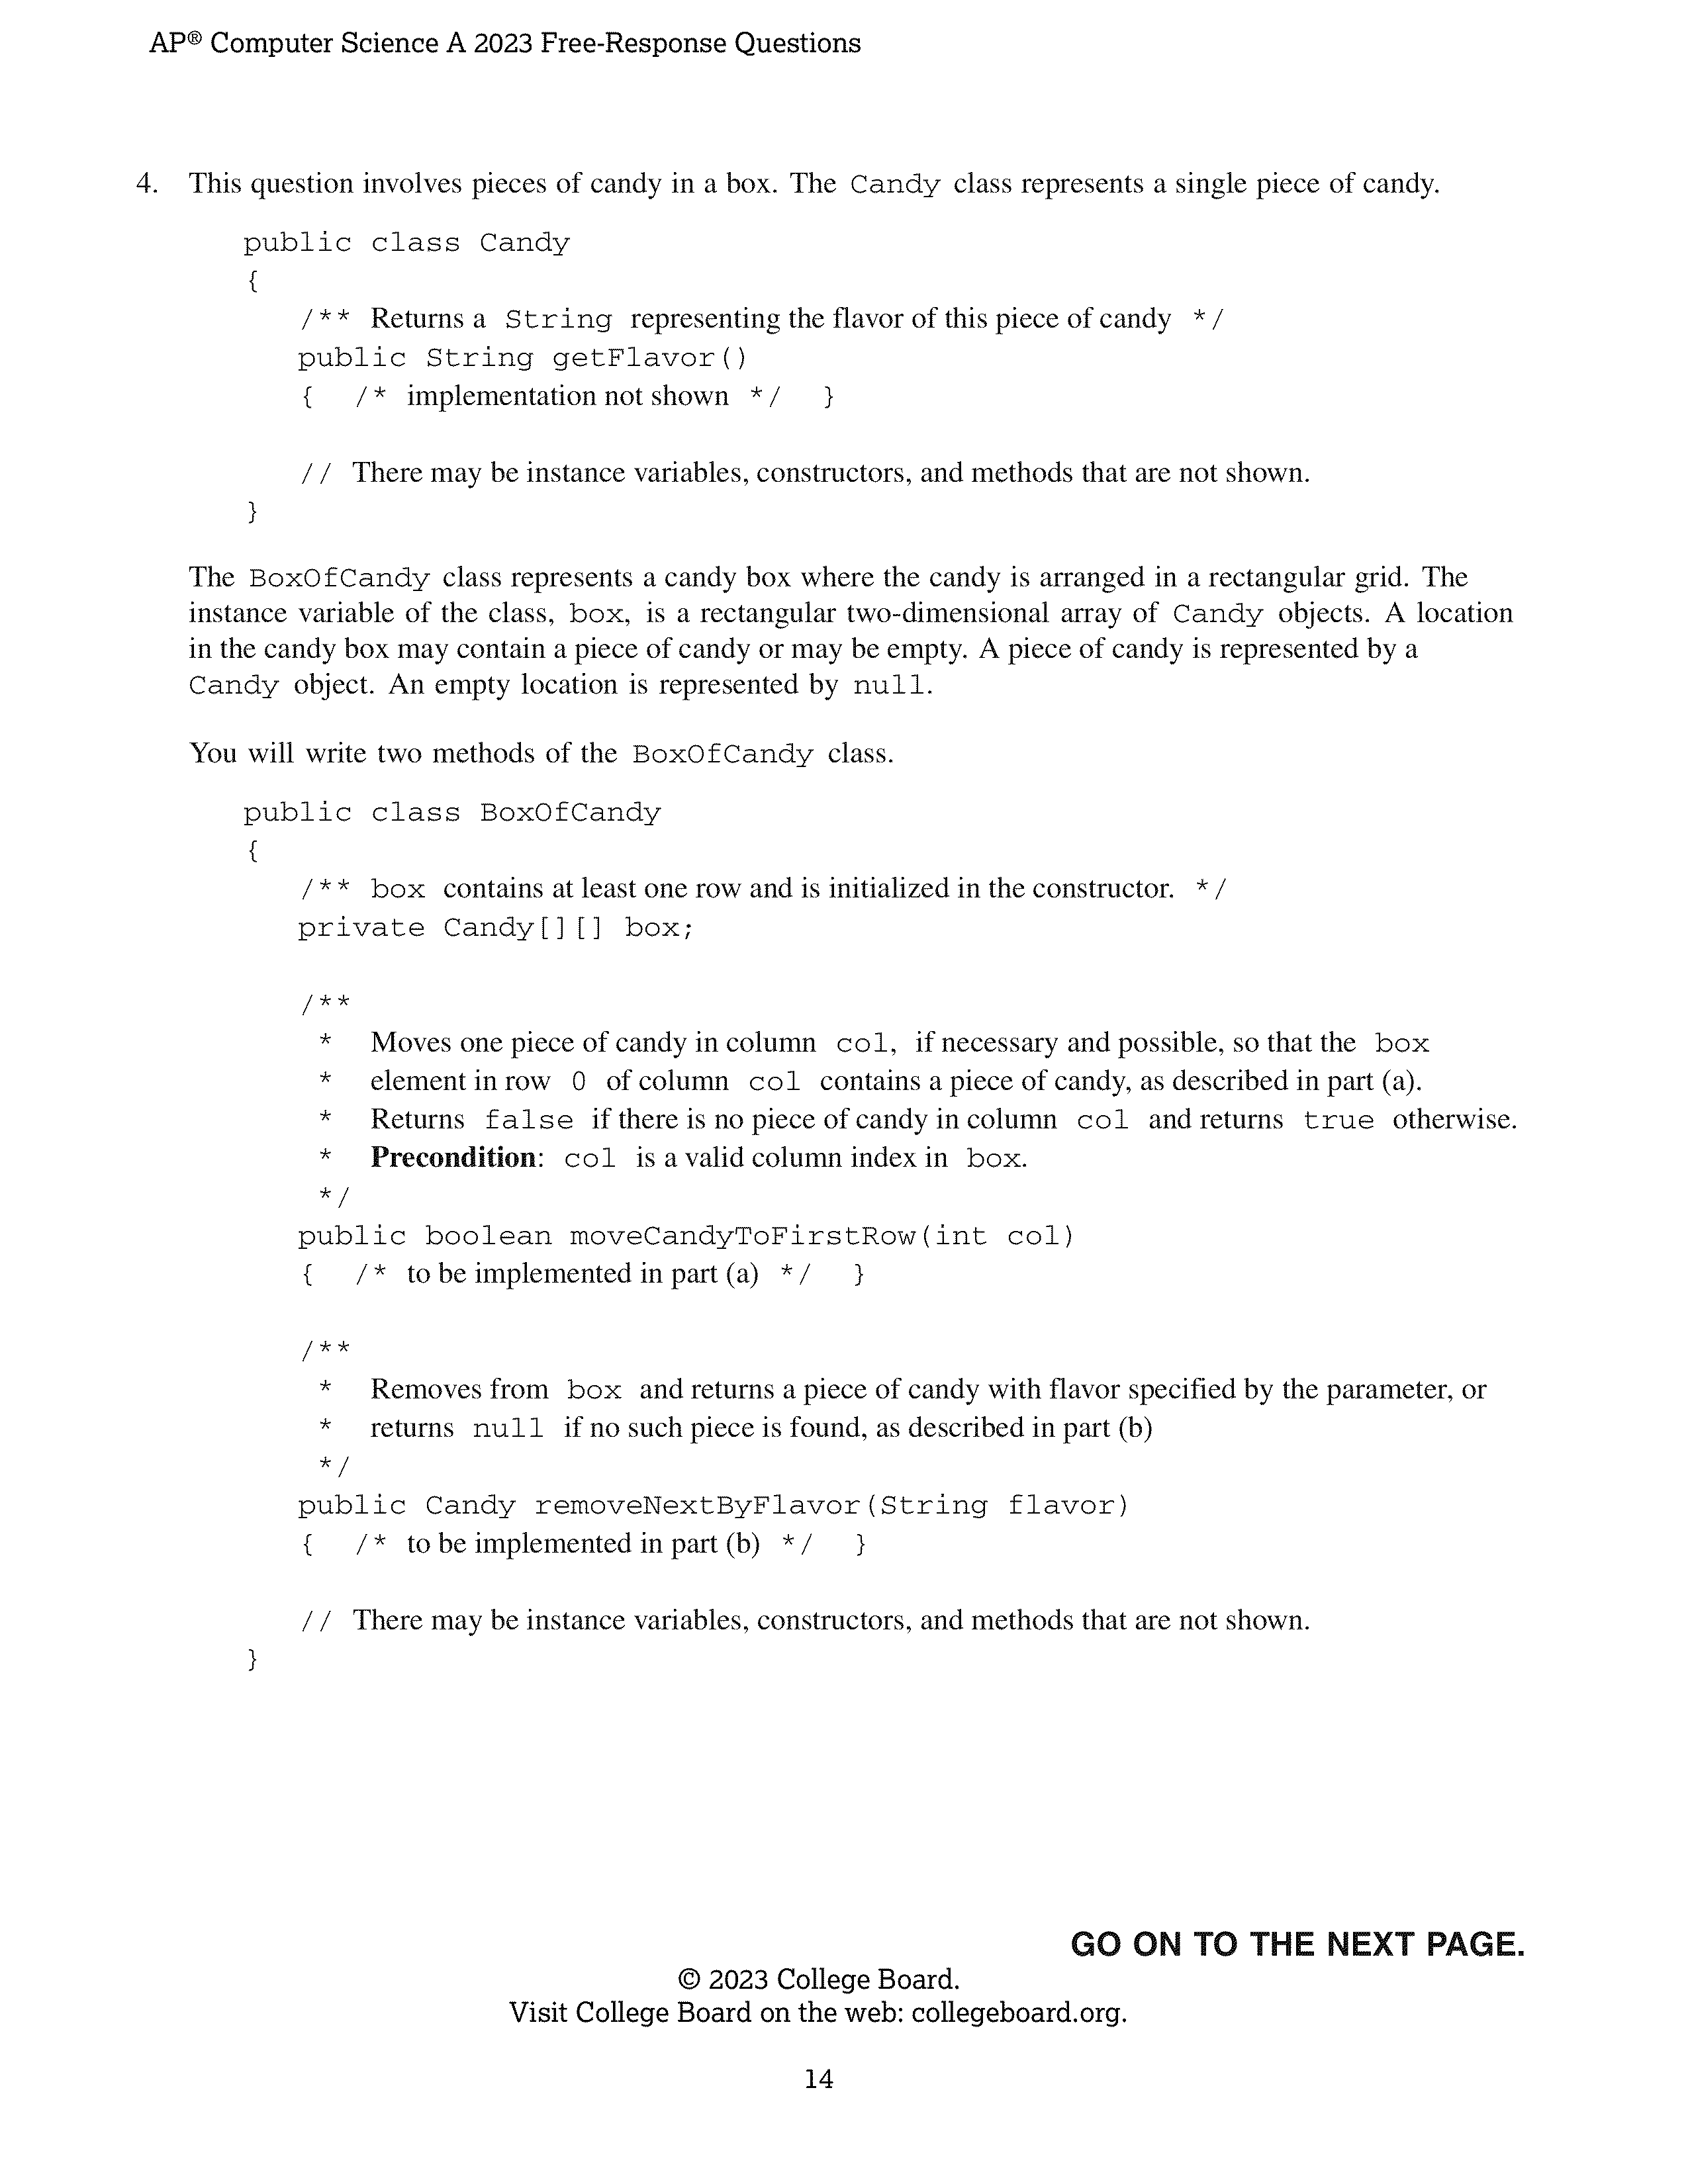 AP® Computer Science A 2023 Free-Response Questions
4. This question involves pieces of candy in a box. The Candy class represents a single piece of candy.
public class Candy
{
/** Returns a String representing the flavor of this piece of candy */
public String getFlavor()
{ /* implementation not shown */ }
// There may be instance variables, constructors, and methods that are not shown.
}
The BoxOfCandy class represents a candy box where the candy is arranged in a rectangular grid. The
instance variable of the class, box, is a rectangular two-dimensional array of Candy objects. A location
in the candy box may contain a piece of candy or may be empty. A piece of candy is represented by a
Candy object. An empty location is represented by null.
You will write two methods of the BoxOfCandy class.
public class BoxOfCandy
{
/** box contains at least one row and is initialized in the constructor. */
private Candy[][] box;
/**
* Moves one piece of candy in column col, if necessary and possible, so that the box
* element in row 0 of column col contains a piece of candy, as described in part (a).
* Returns false if there is no piece of candy in column col and returns true otherwise.
* Precondition: col is a valid column index in box.
*/
public boolean moveCandyToFirstRow(int col)
{ /* to be implemented in part (a) */ }
/**
* Removes from box and returns a piece of candy with flavor specified by the parameter, or
* returns null if no such piece is found, as described in part (b)
*/
public Candy removeNextByFlavor(String flavor)
{ /* to be implemented in part (b) */ }
// There may be instance variables, constructors, and methods that are not shown.
}
GO ON TO THE NEXT PAGE.
© 2023 College Board.
Visit College Board on the web: collegeboard.org.
14